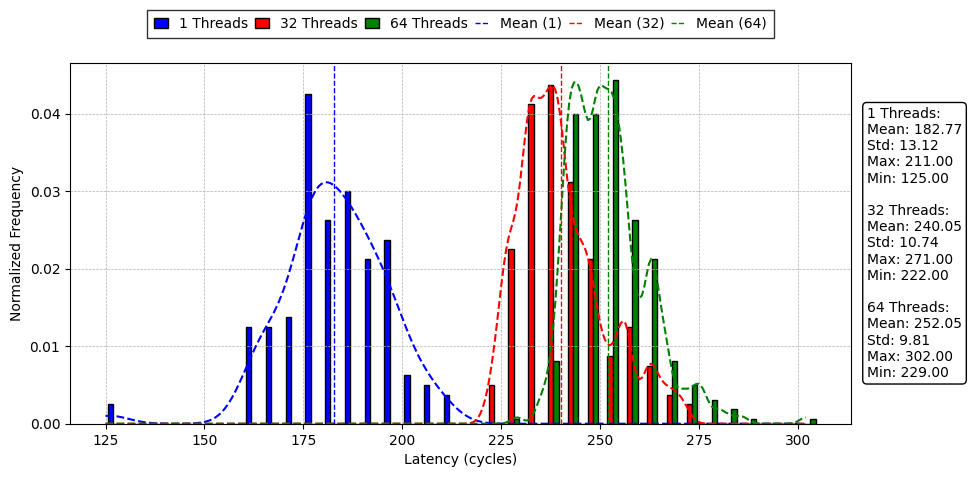 1 Threads 32 Threads 64 Threads Mean (1) Mean (32) Mean (64)
0.04
0.03
0.02
0.01
0.00
Normalized Frequency
125 150 175 200 225 250 275 300
Latency (cycles)
1 Threads:
Mean: 182.77
Std: 13.12
Max: 211.00
Min: 125.00
32 Threads:
Mean: 240.05
Std: 10.74
Max: 271.00
Min: 222.00
64 Threads:
Mean: 252.05
Std: 9.81
Max: 302.00
Min: 229.00